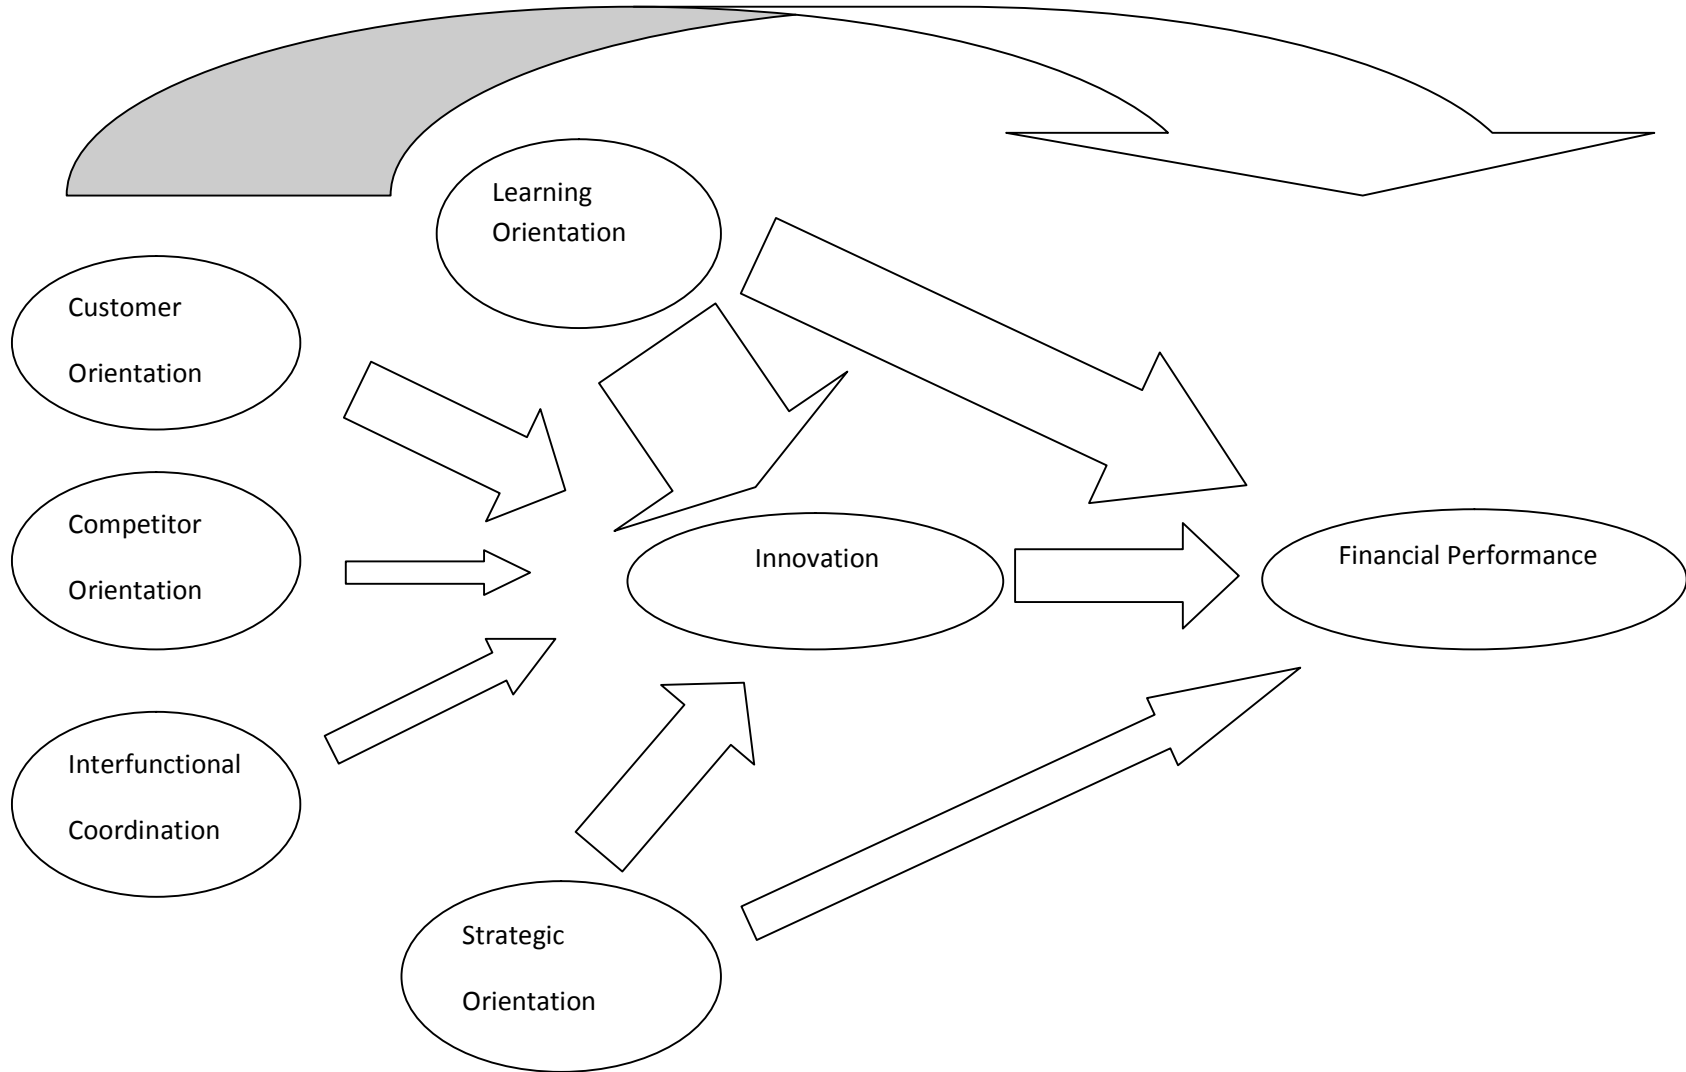 Learning
Orientation
Customer
Orientation
Competitor
Orientation
Innovation
Financial Performance
Interfunctional
Coordination
Strategic
Orientation